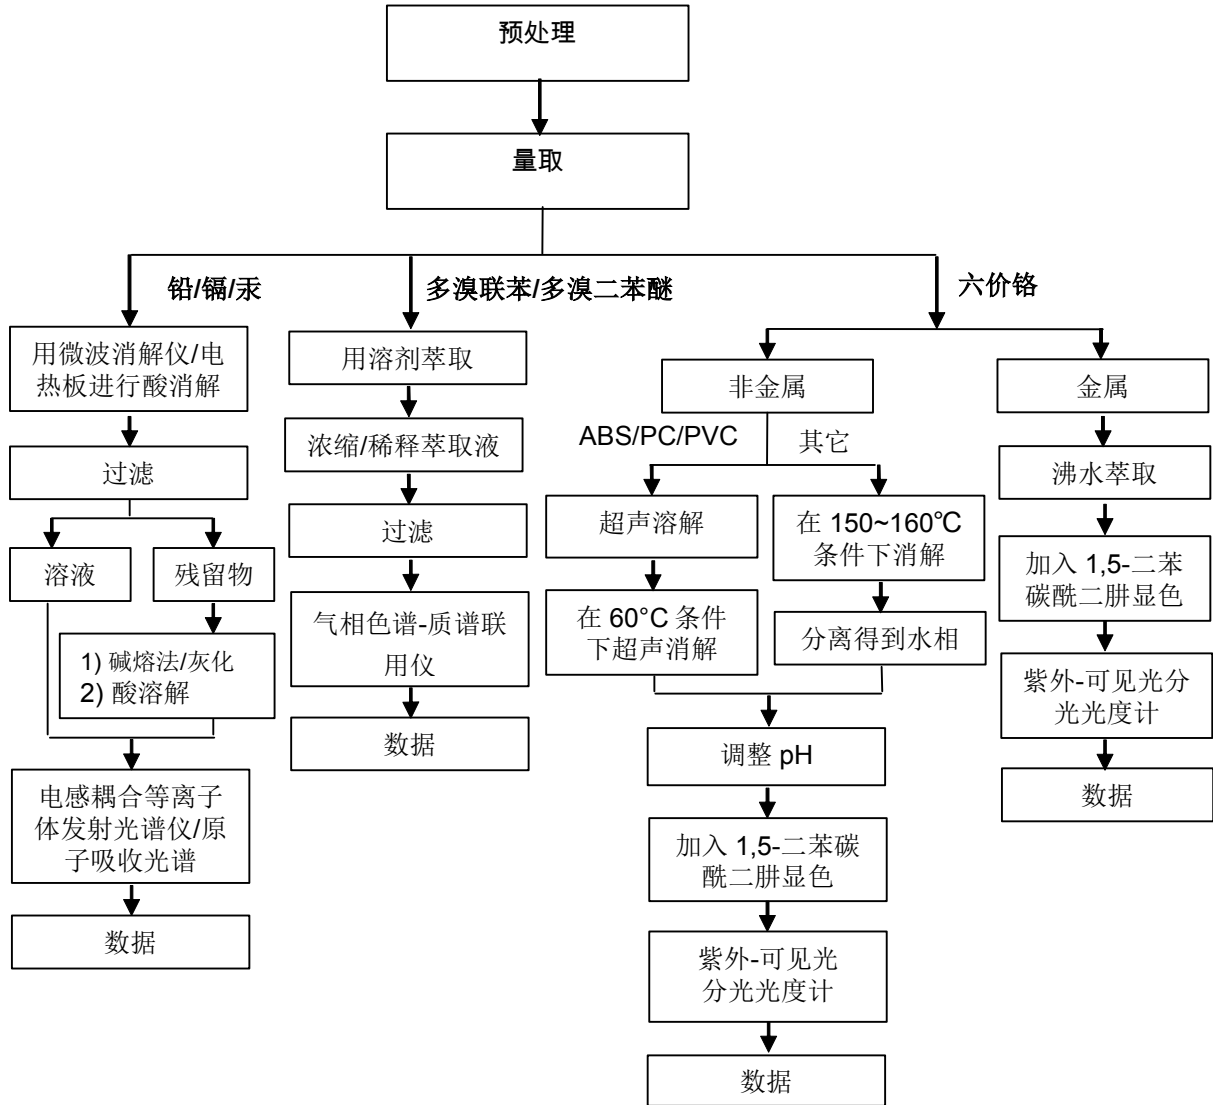 预处理
量取
铅/镉/汞
多溴联苯/多溴二苯醚
六价铬
用微波消解仪/电
热板进行酸消解
过滤
溶液
残留物
1) 碱熔法/灰化
2) 酸溶解
电感耦合等离子
体发射光谱仪/原
子吸收光谱
数据
用溶剂萃取
浓缩/稀释萃取液
过滤
气相色谱-质谱联
用仪
数据
非金属
ABS/PC/PVC
其它
超声溶解
在 60°C 条件
下超声消解
在 150~160℃
条件下消解
分离得到水相
调整 pH
加入 1,5-二苯碳
酰二肼显色
紫外-可见光
分光光度计
数据
金属
沸水萃取
加入 1,5-二苯
碳酰二肼显色
紫外-可见光分
光光度计
数据